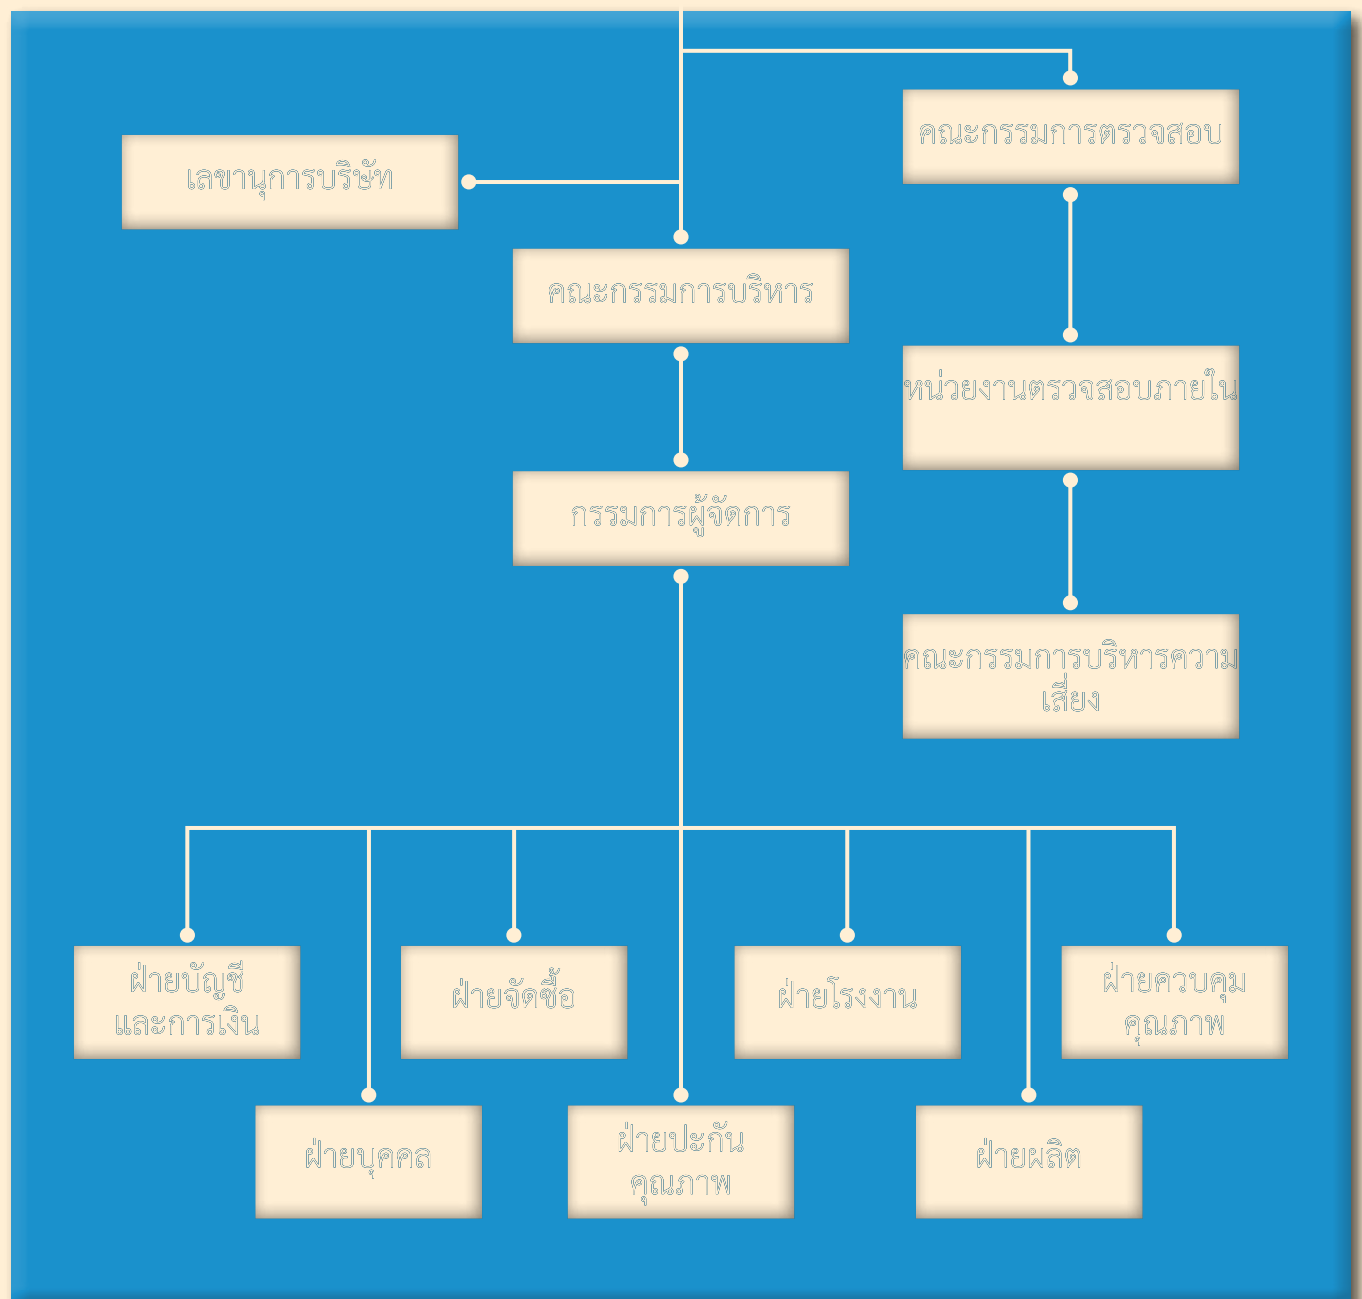 คณะกรรมการตรวจสอบ
เลขานุการบริษัท
คณะกรรมการบริหาร
หน่วยงานตรวจสอบภายใน
กรรมการผู้จัดการ
คณะกรรมการบริหารความ
เสี่ยง
ฝ่ายบัญชี
และการเงิน
ฝ่ายจัดซื้อ
ฝ่ายโรงงาน
ฝ่ายควบคุม
คุณภาพ
ฝ่ายบุคคล
ฝ่ายประกัน
คุณภาพ
ฝ่ายผลิต